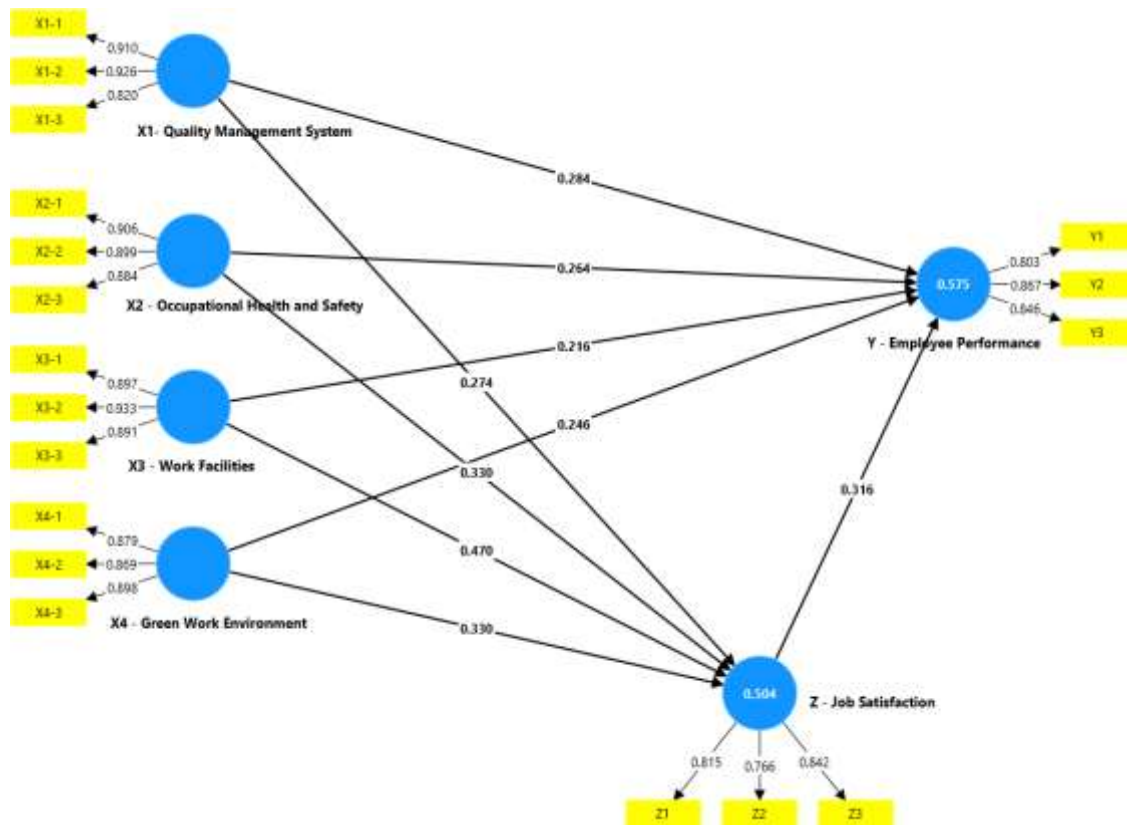 X1-1
0.910
X1-2
0.926
0.820
X1-3
X1- Quality Management System
0.284
X2-1
0.906
X2-2
0.899
0.884
X2-3
X2 - Occupational Health and Safety
0.264
Y1
0.803
0.575
0.867
Y2
0.846
Y3
Y - Employee Performance
X3-1
0.897
X3-2
0.933
0.891
X3-3
X3 - Work Facilities
0.216
0.274
0.246
0.330
0.316
X4-1
0.879
X4-2
0.869
0.898
X4-3
X4 - Green Work Environment
0.470
0.330
0.504
Z - Job Satisfaction
0.815
0.766
0.842
Z1
Z2
Z3